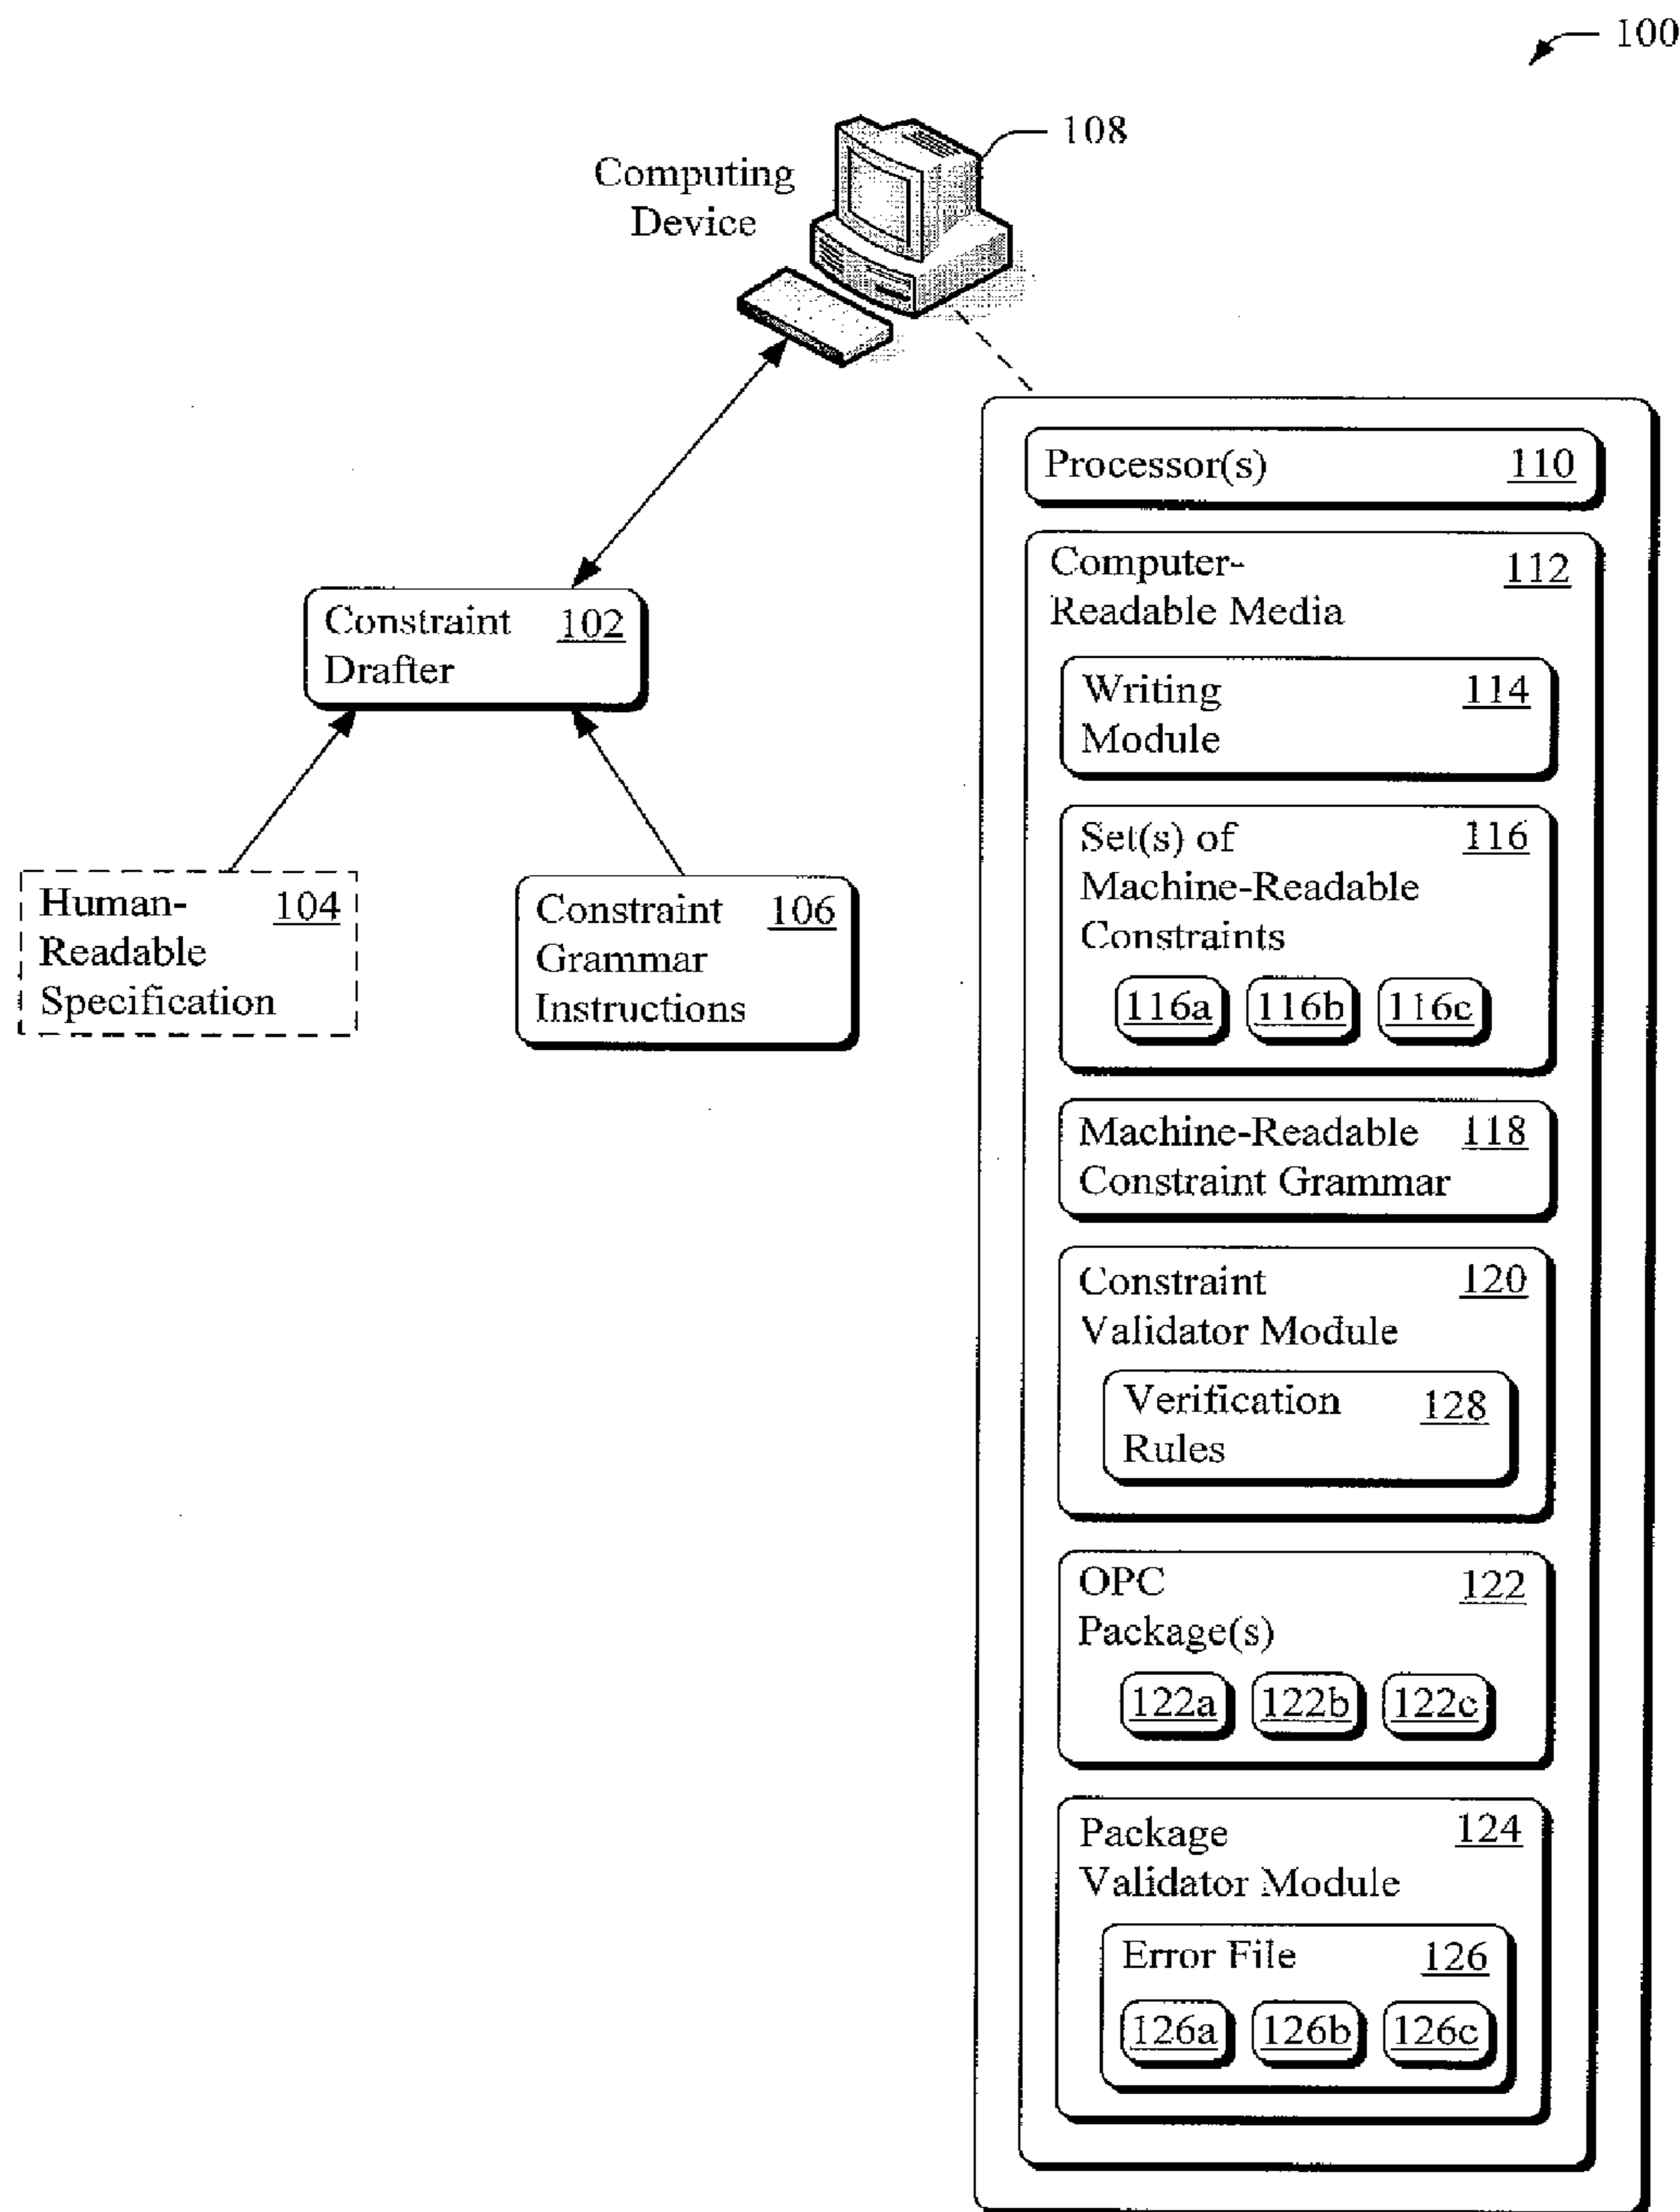 100
108
Computing
Device
Processor(s) 110
Computer- 112
Readable Media
Constraint 102
Drafter
Writing 114
Module
Set(s) of 116
Machine-Readable
Constraints
116a 116b 116c
Human- 104
Readable
Specification
Constraint 106
Grammar
Instructions
Machine-Readable 118
Constraint Grammar
Constraint 120
Validator Module
Verification 128
Rules
OPC 122
Package(s)
122a 122b 122c
Package 124
Validator Module
Error File 126
126a 126b 126c